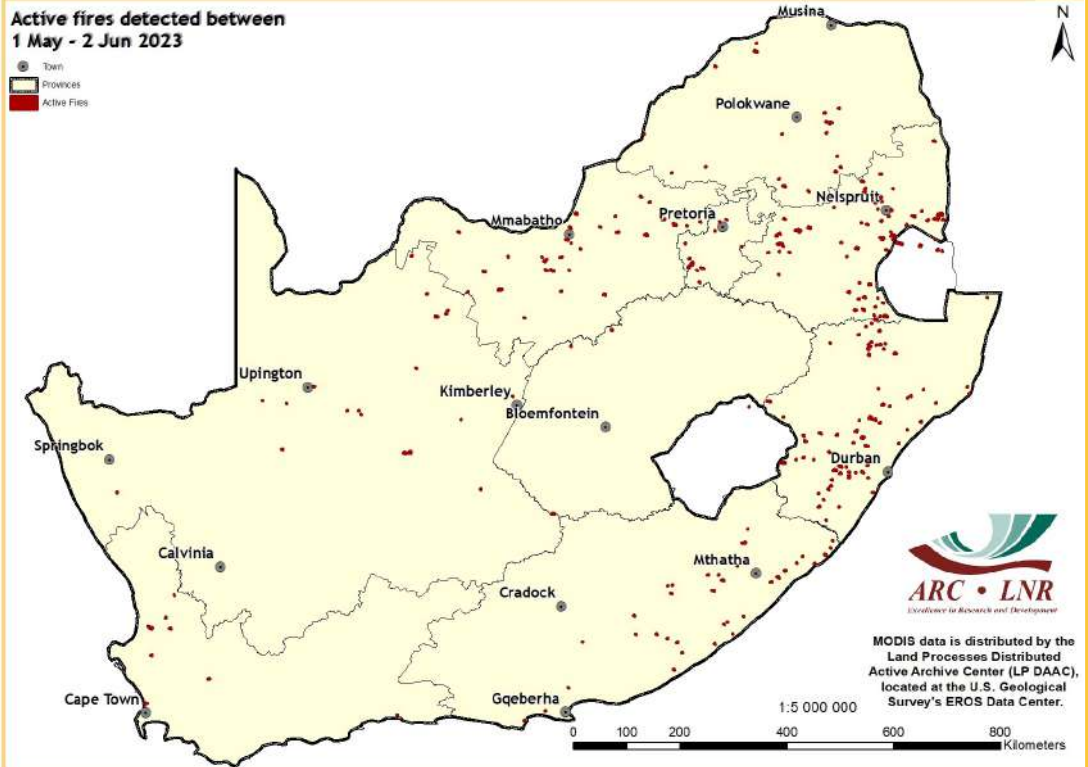 Active fires detected between
1 May - 2 Jun 2023
Town
Provinces
Active Fires
N
Musina
Polokwane
Nelspruit
Pretoria
Mmabatho
Upington
Kimberley
Bloemfontein
Springbok
Durban
Calvinia
Mthatha
Cradock
Cape Town
Gqeberha
ARC • LNR
Excellence in Research and Development
MODIS data is distributed by the
Land Processes Distributed
Active Archive Center (LP DAAC),
located at the U.S. Geological
Survey's EROS Data Center.
1:5 000 000
0 100 200 400 600 800
Kilometers